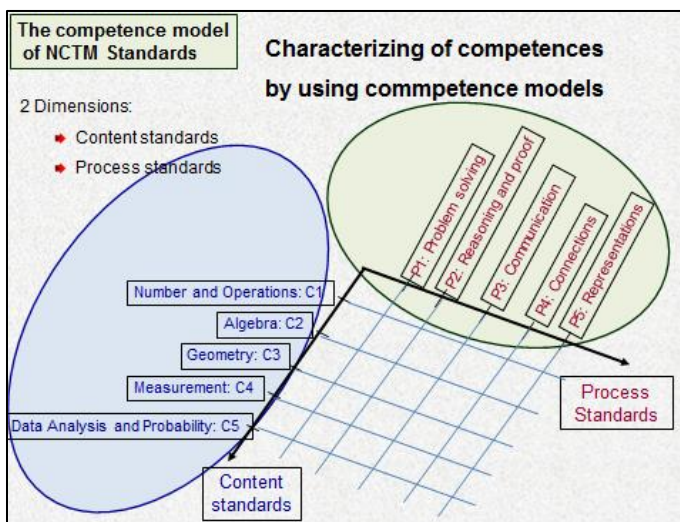 The competence model
of NCTM Standards
Characterizing of competences
by using commpetence models
2 Dimensions:
Content standards
Process standards
P1: Problem solving
P2: Reasoning and proof
P3: Communication
P4: Connections
P5: Representations
Number and Operations: C1
Algebra: C2
Geometry: C3
Measurement: C4
Data Analysis and Probability: C5
Process
Standards
Content
standards